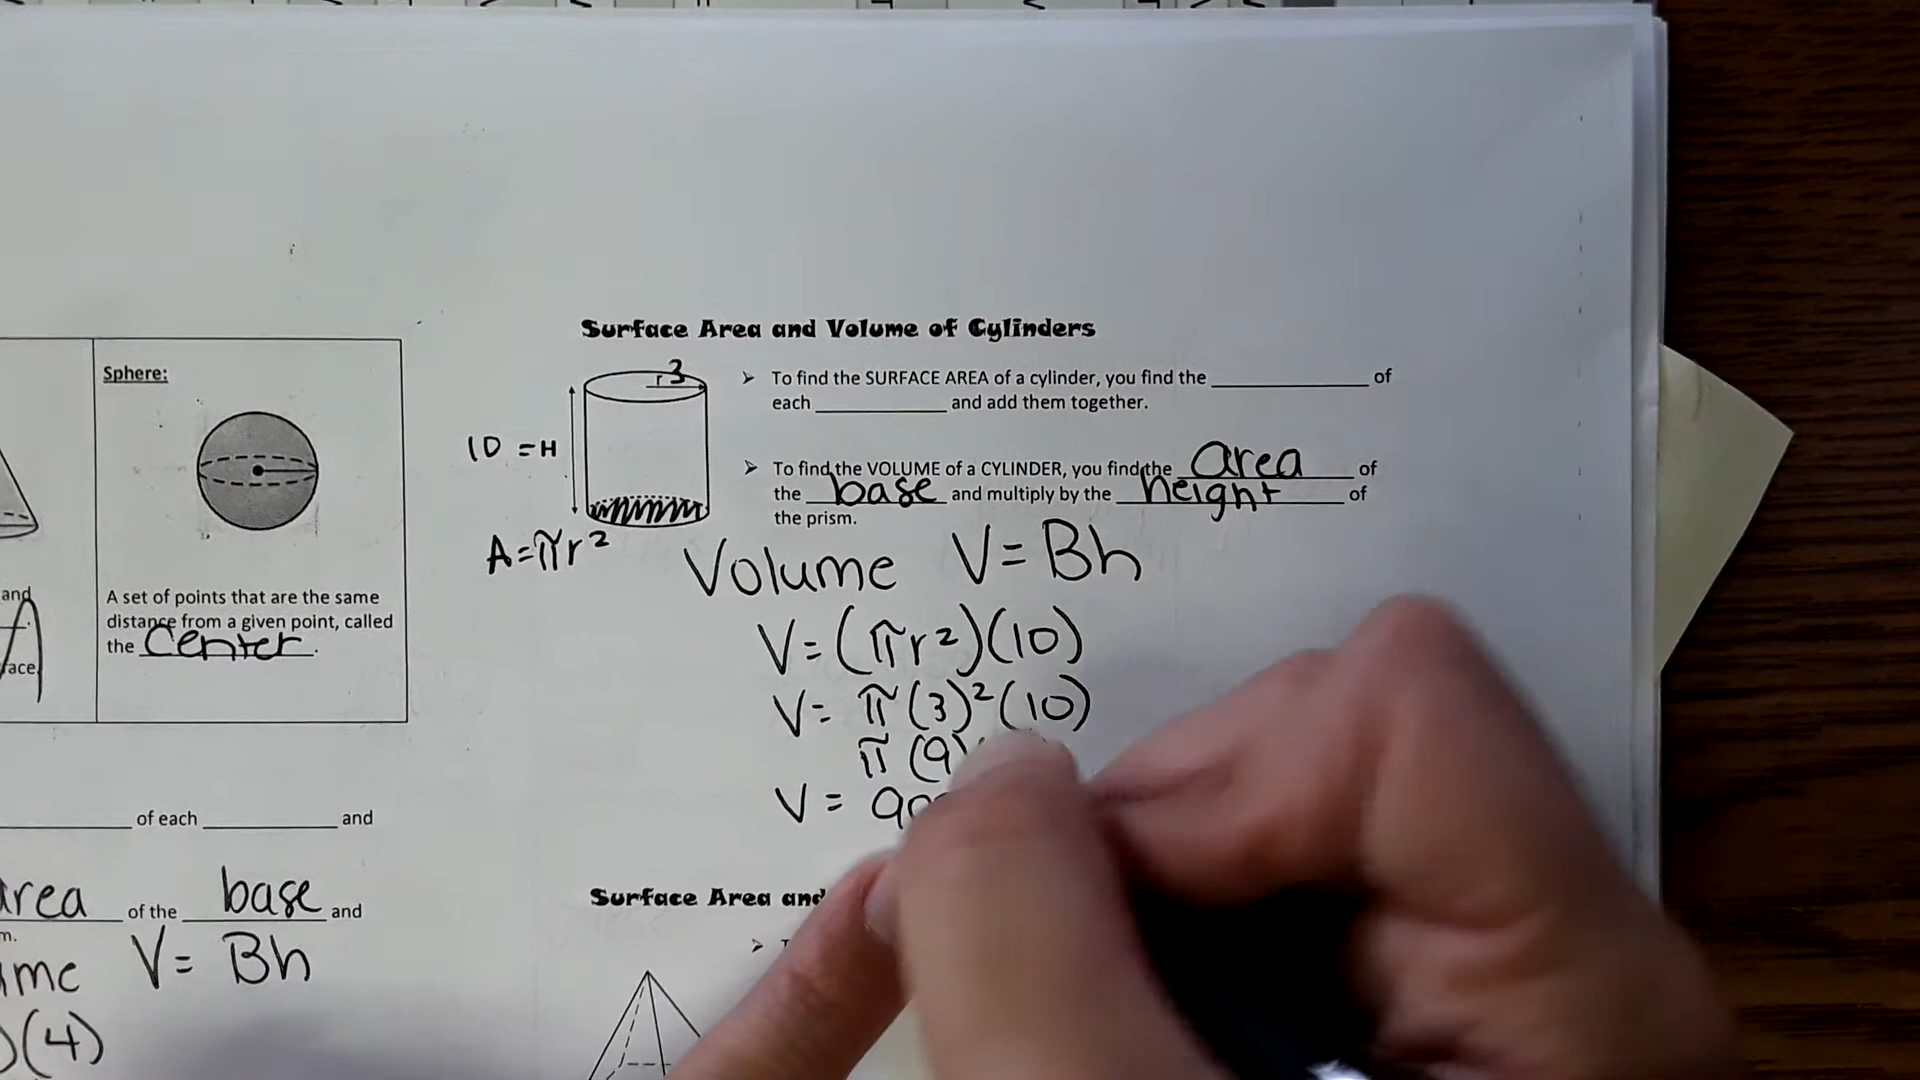 Surface Area and Volume of Cylinders
Sphere:
r 3
To find the SURFACE AREA of a cylinder, you find the ____________ of
each ____________ and add them together.
10 = H
To find the VOLUME of a CYLINDER, you find the area of
the base and multiply by the height of
the prism.
A = πr²
Volume V = Bh
V = (πr²)(10)
V = π(3)²(10)
π(9)
V =
and
A set of points that are the same
distance from a given point, called
the center.
of each ____________ and
area of the base and
V = Bh
(4)
Surface Area and